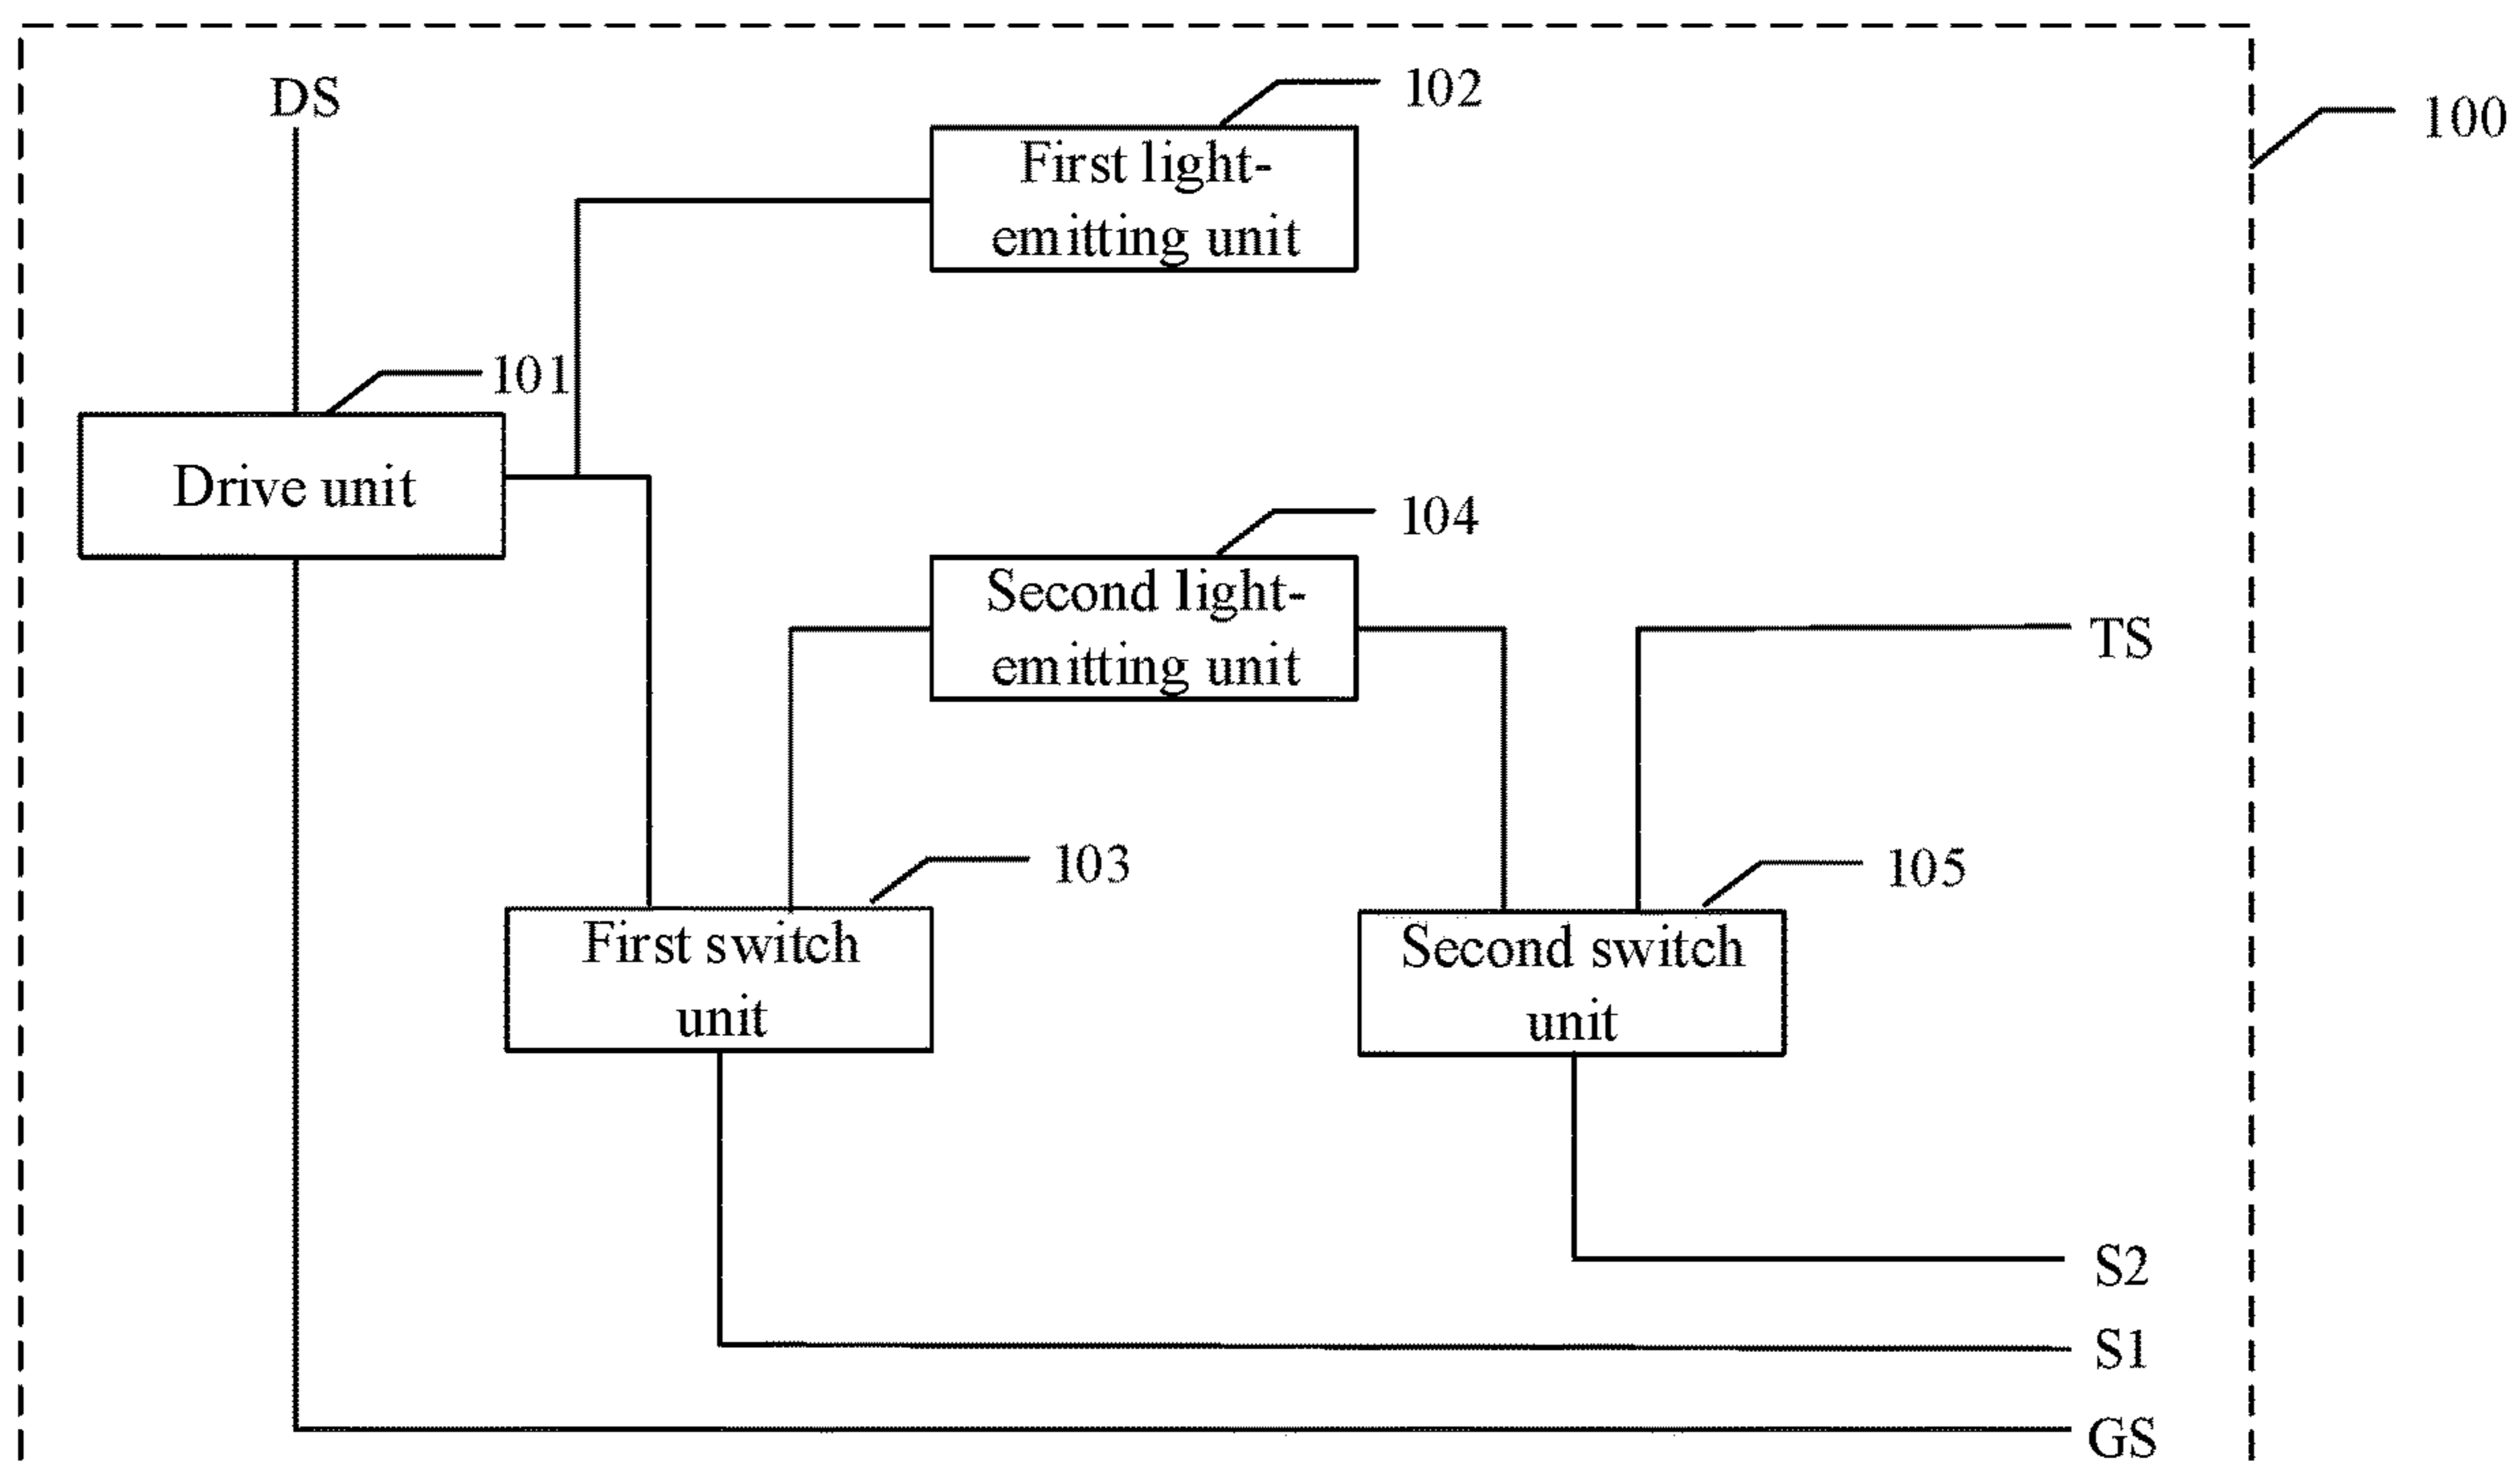 DS
102
100
First light-
emitting unit
101
Drive unit
104
Second light-
emitting unit
TS
103
105
First switch
unit
Second switch
unit
S2
S1
GS